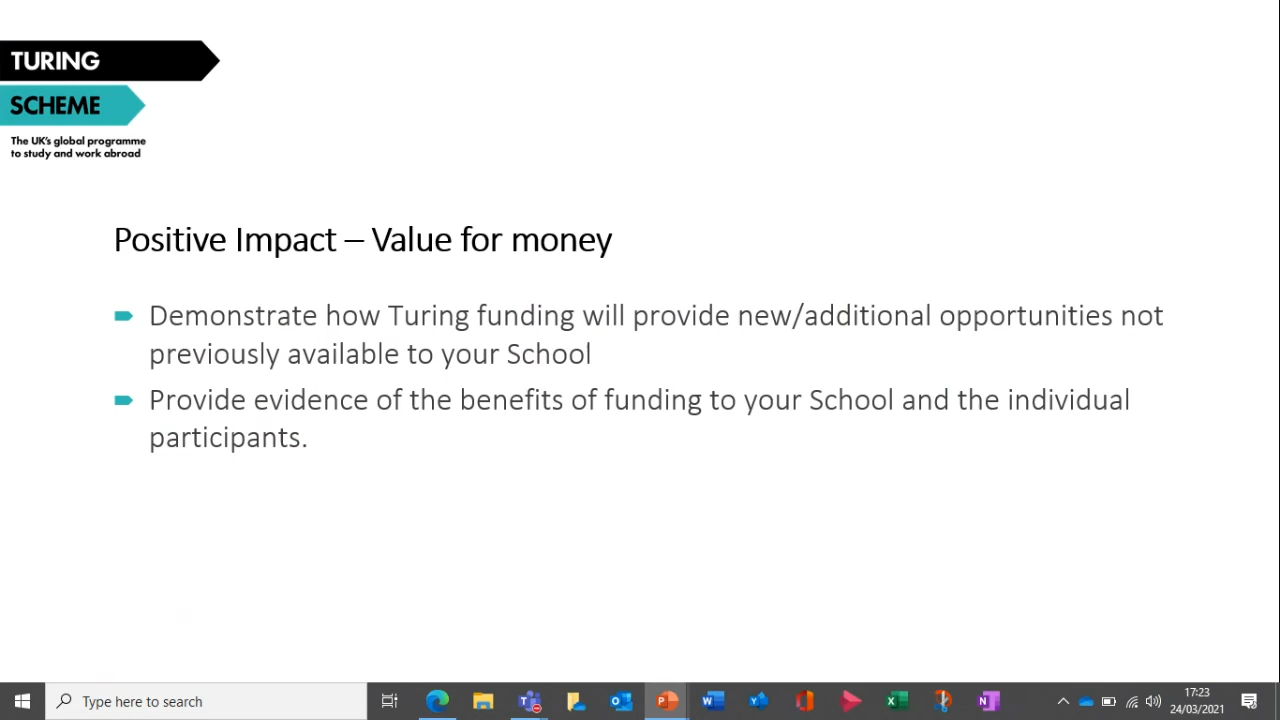 TURING
SCHEME
The UK's global programme
to study and work abroad
Positive Impact – Value for money
Demonstrate how Turing funding will provide new/additional opportunities not
previously available to your School
Provide evidence of the benefits of funding to your School and the individual
participants.
Type here to search
17:23
24/03/2021